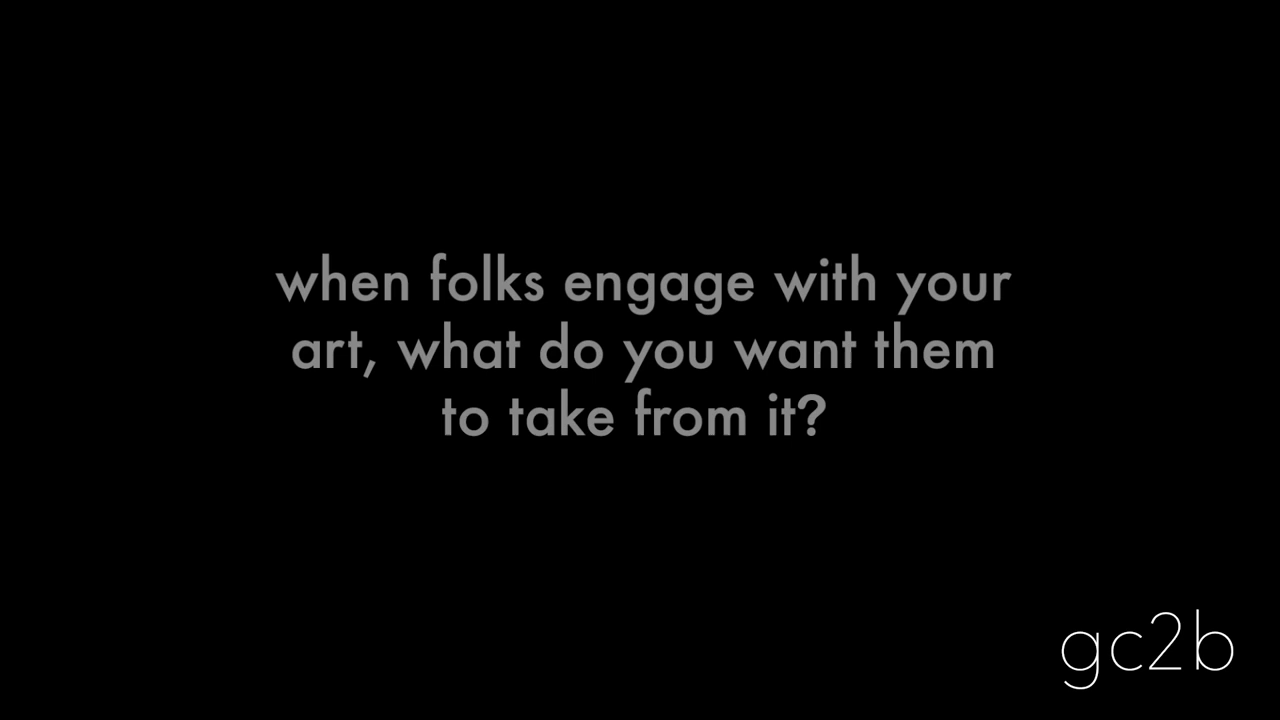 when folks engage with your
art, what do you want them
to take from it?
gc2b